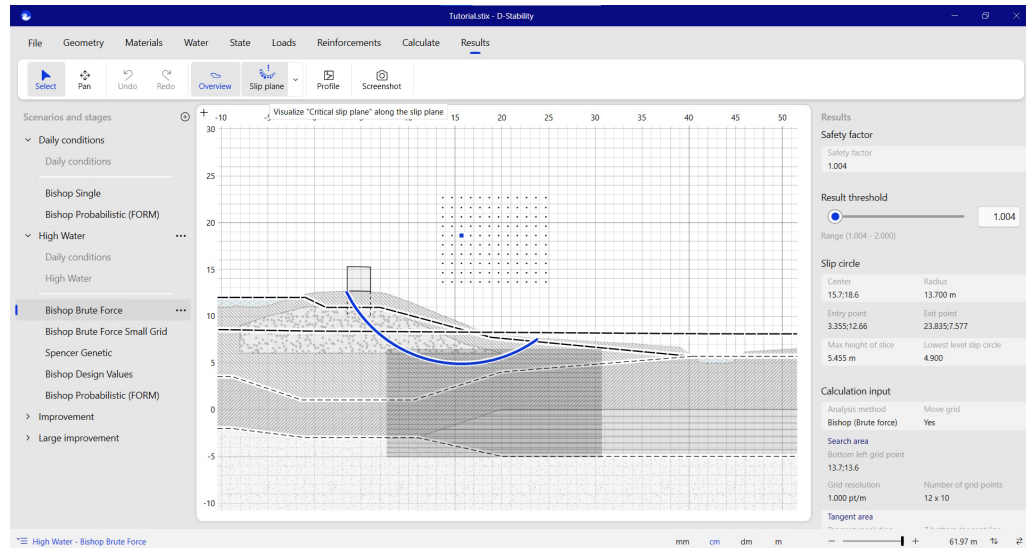 Tutorial.stix - D-Stability
File Geometry Materials Water State Loads Reinforcements Calculate Results
Select Pan Undo Redo Overview Slip plane Profile Screenshot
Visualize "Critical slip plane" along the slip plane
Scenarios and stages
Daily conditions
Daily conditions
Bishop Single
Bishop Probabilistic (FORM)
High Water
Daily conditions
High Water
Bishop Brute Force
Bishop Brute Force Small Grid
Spencer Genetic
Bishop Design Values
Bishop Probabilistic (FORM)
Improvement
Large improvement
-10 15 20 25 30 35 40 45 50
30
25
20
15
10
5
0
-5
-10
Results
Safety factor
Safety factor
1.004
Result threshold
1.004
Range (1.004 - 2.000)
Slip circle
Center Radius
15.7;18.6 13.700 m
Entry point Exit point
3.355;12.66 23.835;7.577
Max height of slice Lowest level slip circle
5.455 m 4.900
Calculation input
Analysis method Move grid
Bishop (Brute force) Yes
Search area
Bottom left grid point
13.7;13.6
Grid resolution Number of grid points
1.000 pt/m 12 x 10
Tangent area
High Water - Bishop Brute Force
mm cm dm m
61.97 m